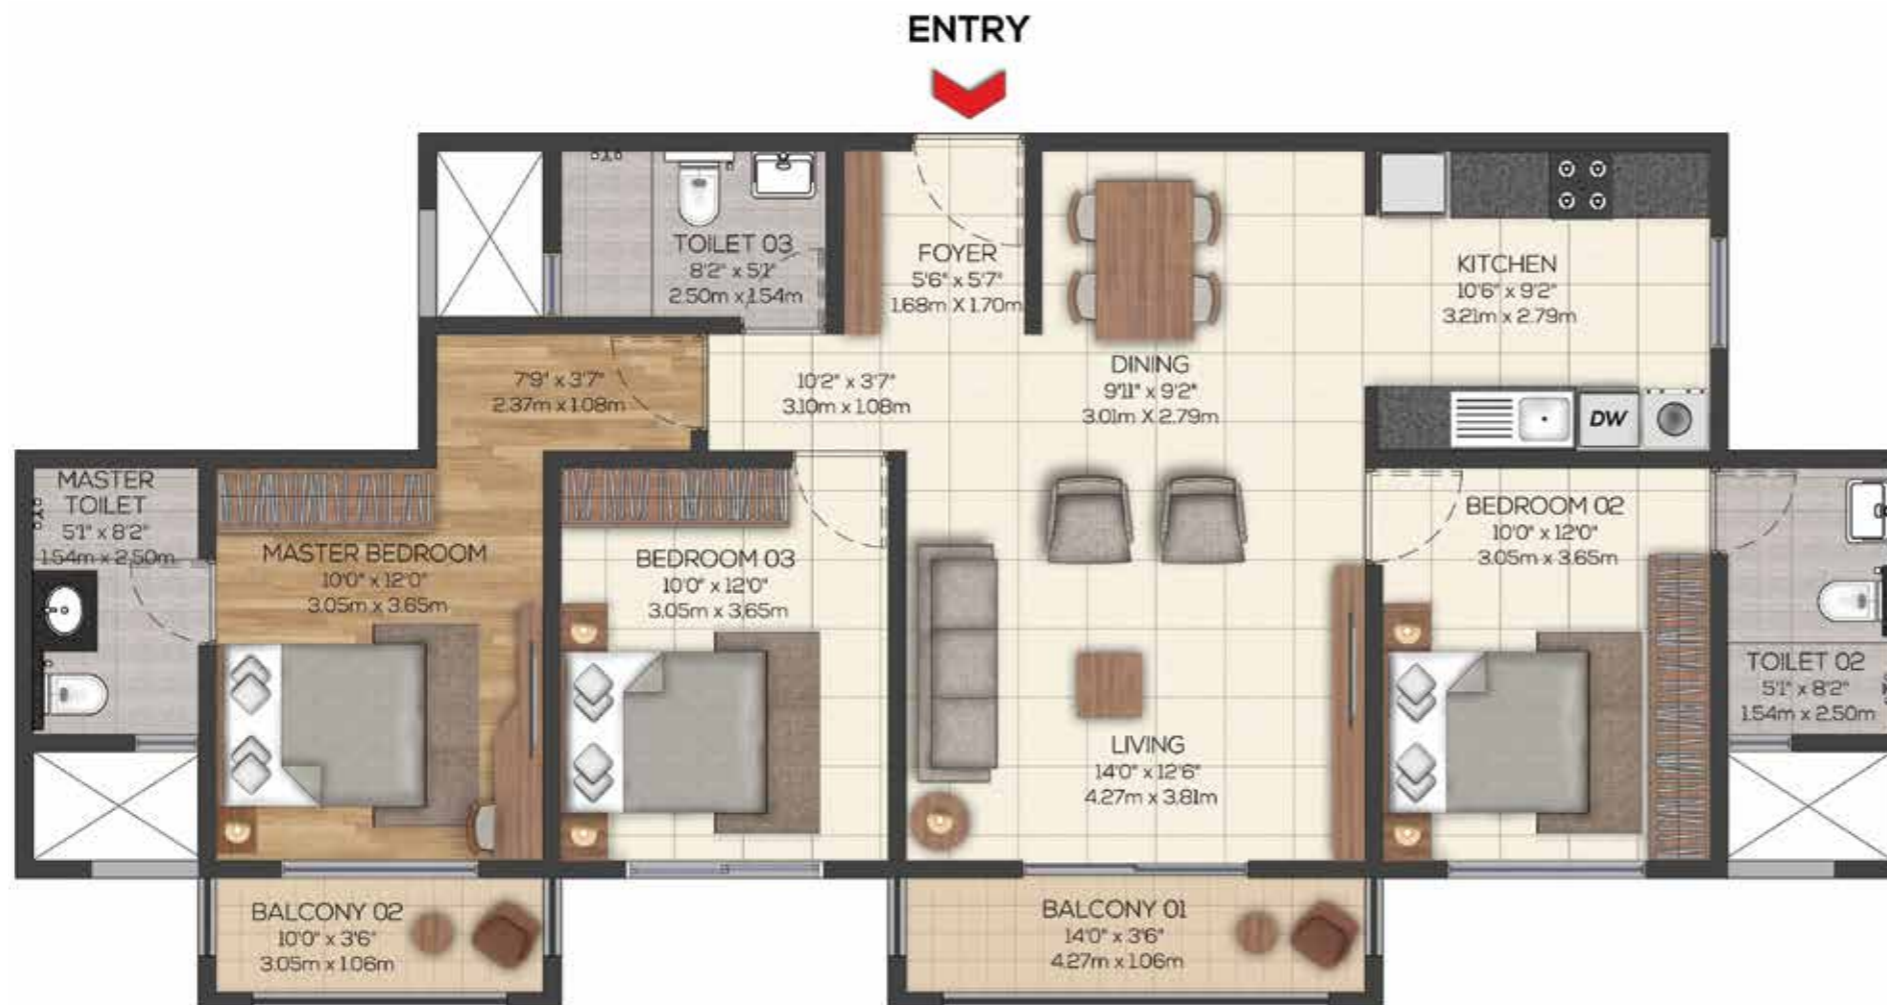 ENTRY
TOILET 03
8'2" x 5'1"
2.50m x 1.54m
FOYER
5'6" x 5'7"
1.68m X 1.70m
KITCHEN
10'6" x 9'2"
3.21m x 2.79m
DINING
9'11" x 9'2"
3.01m X 2.79m
7'9" x 3'7"
2.37m x 1.08m
10'2" x 3'7"
3.10m x 1.08m
DW
MASTER
TOILET
5'1" x 8'2"
1.54m x 2.50m
MASTER BEDROOM
10'0" x 12'0"
3.05m x 3.65m
BEDROOM 03
10'0" x 12'0"
3.05m x 3.65m
BEDROOM 02
10'0" x 12'0"
3.05m x 3.65m
TOILET 02
5'1" x 8'2"
1.54m x 2.50m
LIVING
14'0" x 12'6"
4.27m x 3.81m
BALCONY 02
10'0" x 3'6"
3.05m x 1.06m
BALCONY 01
14'0" x 3'6"
4.27m x 1.06m